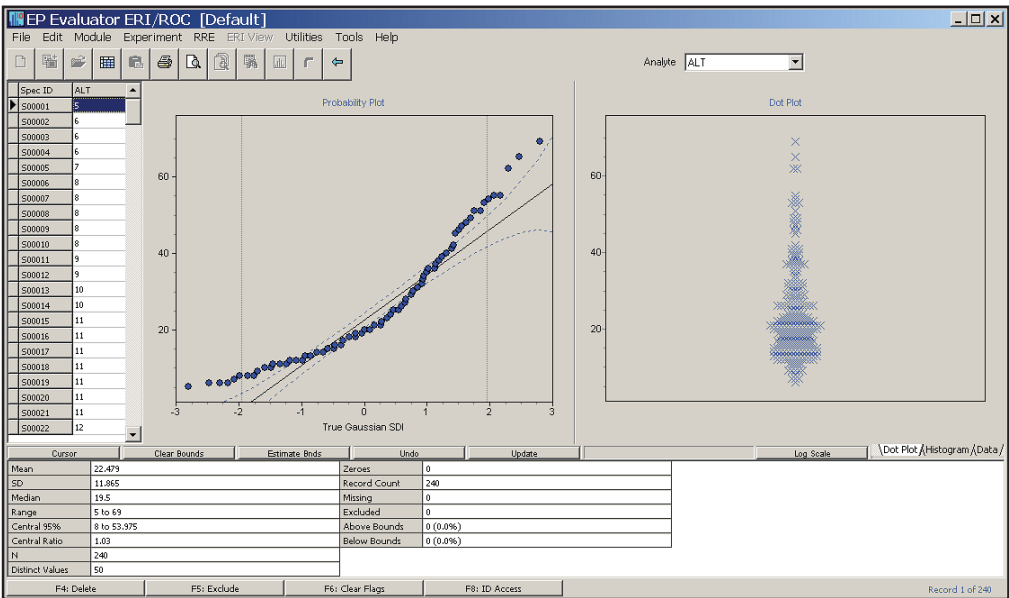 EP Evaluator ERI/ROC [Default]
File Edit Module Experiment RRE ERI View Utilities Tools Help
Analyte ALT
Spec ID ALT
S00001 5
S00002 6
S00003 6
S00004 6
S00005 7
S00006 8
S00007 8
S00008 8
S00009 8
S00010 8
S00011 9
S00012 9
S00013 10
S00014 10
S00015 11
S00016 11
S00017 11
S00018 11
S00019 11
S00020 11
S00021 11
S00022 12
Probability Plot
60
40
20
-3 -2 -1 0 1 2 3
True Gaussian SDI
Dot Plot
60
40
20
Cursor Clear Bounds Estimate Bnds Undo Update Log Scale Dot Plot Histogram Data
Mean 22.479 Zeroes 0
SD 11.865 Record Count 240
Median 19.5 Missing 0
Range 5 to 69 Excluded 0
Central 95% 8 to 53.975 Above Bounds 0 (0.0%)
Central Ratio 1.03 Below Bounds 0 (0.0%)
N 240
Distinct Values 50
F4: Delete F5: Exclude F6: Clear Flags F8: ID Access Record 1 of 240